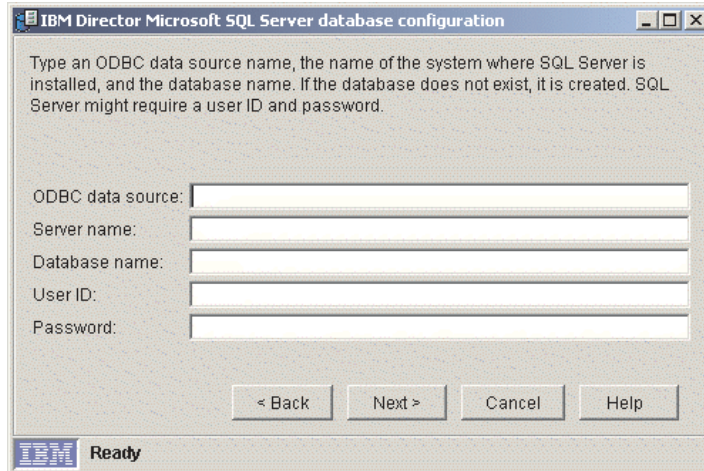 IBM Director Microsoft SQL Server database configuration
Type an ODBC data source name, the name of the system where SQL Server is
installed, and the database name. If the database does not exist, it is created. SQL
Server might require a user ID and password.
ODBC data source:
Server name:
Database name:
User ID:
Password:
< Back Next > Cancel Help
IBM Ready